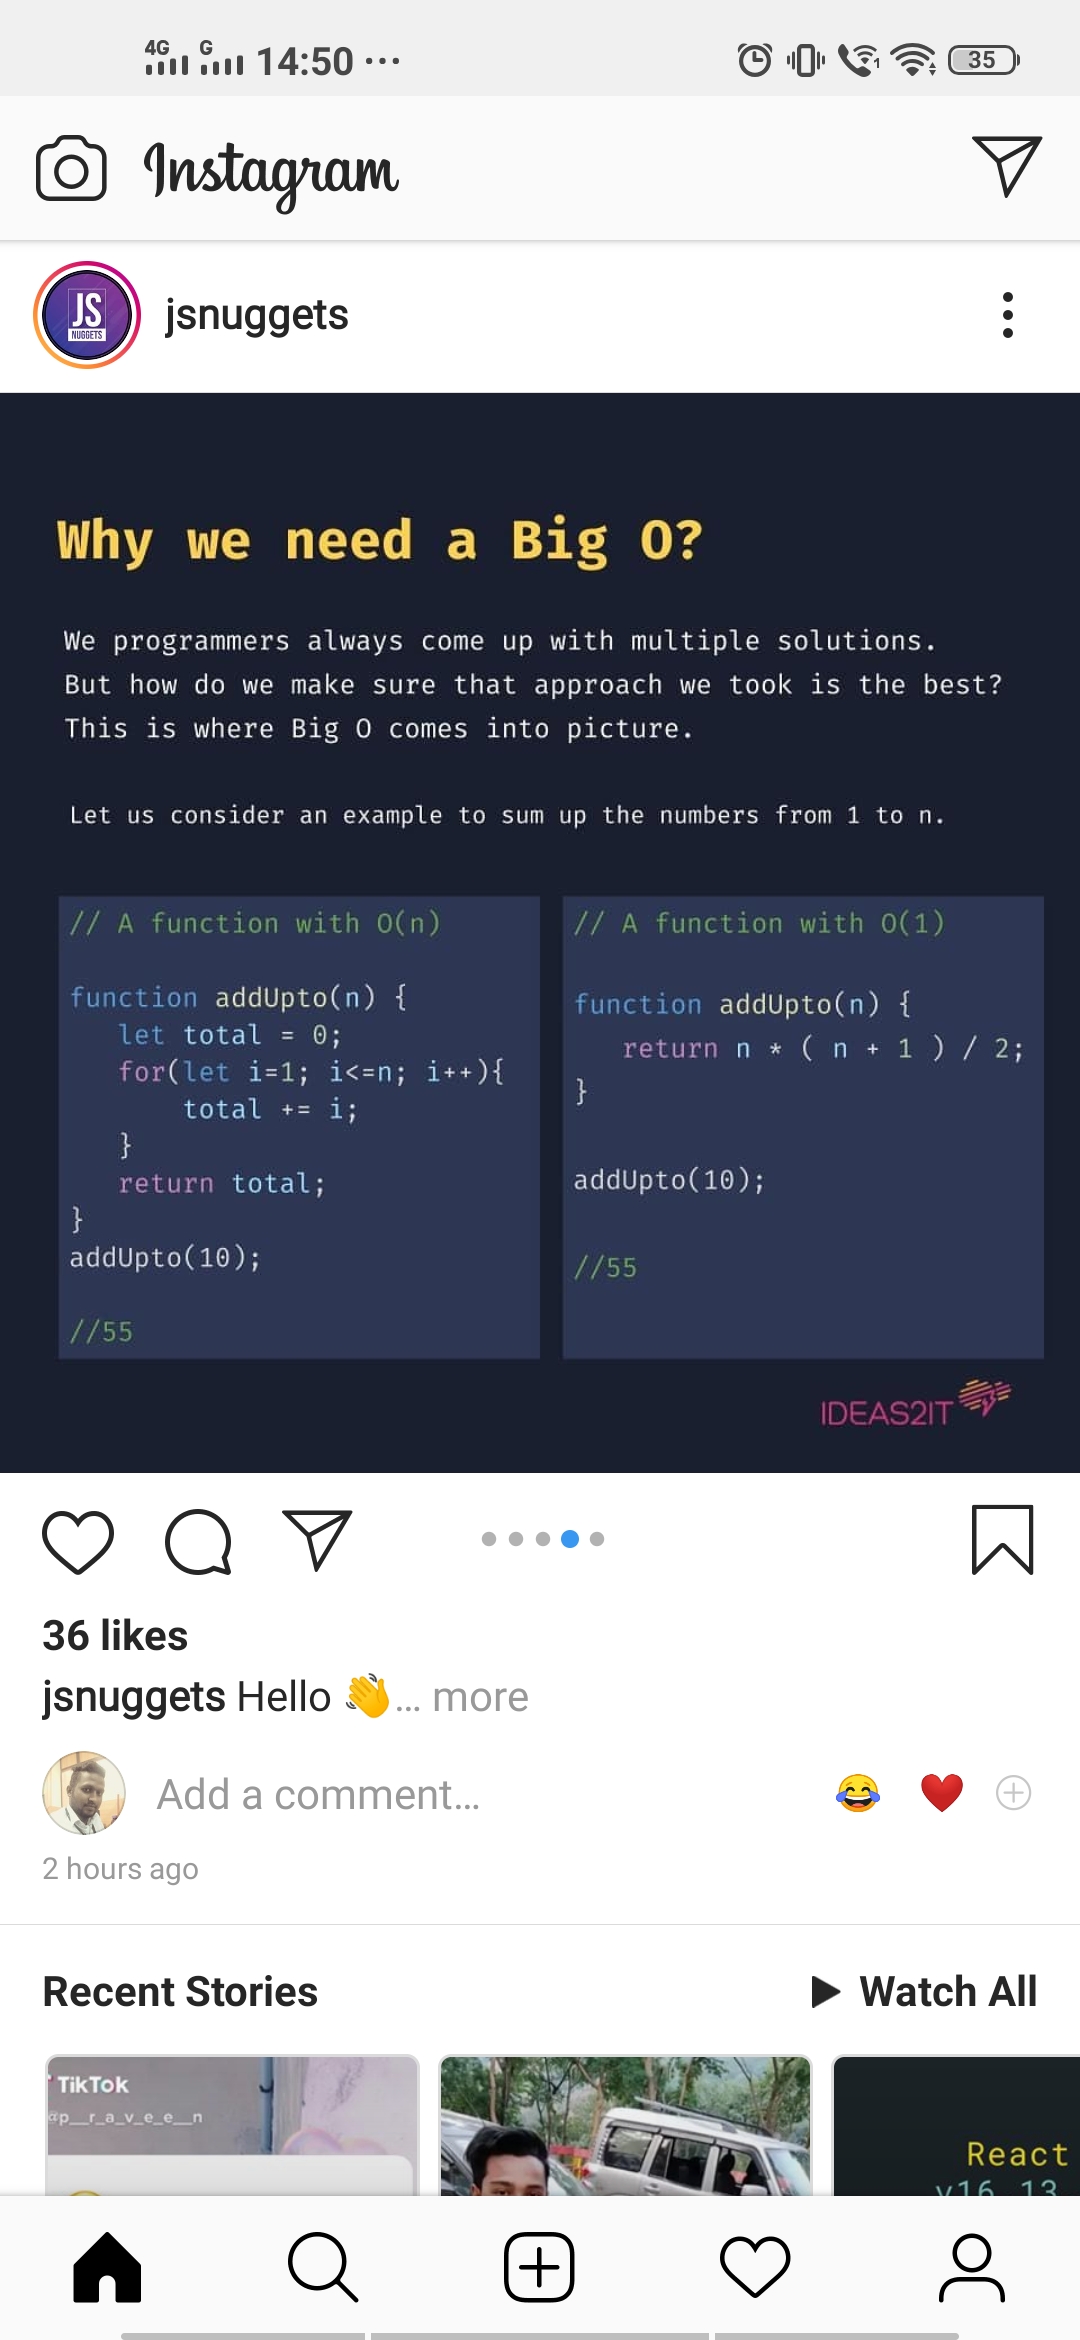 4G G 14:50 ... 1 35
Instagram
JS
NUGGETS
jsnuggets
Why we need a Big O?
We programmers always come up with multiple solutions.
But how do we make sure that approach we took is the best?
This is where Big O comes into picture.
Let us consider an example to sum up the numbers from 1 to n.
// A function with O(n)
function addUpto(n) {
let total = 0;
for(let i=1; i<=n; i++){
total += i;
}
return total;
}
addUpto(10);
//55
// A function with O(1)
function addUpto(n) {
return n * ( n + 1 ) / 2;
}
addUpto(10);
//55
IDEAS2IT
36 likes
jsnuggets Hello 👋... more
Add a comment...
😂 ❤️
2 hours ago
Recent Stories
Watch All
TikTok
@p__r_a_v_e_e__n
React
v16.13